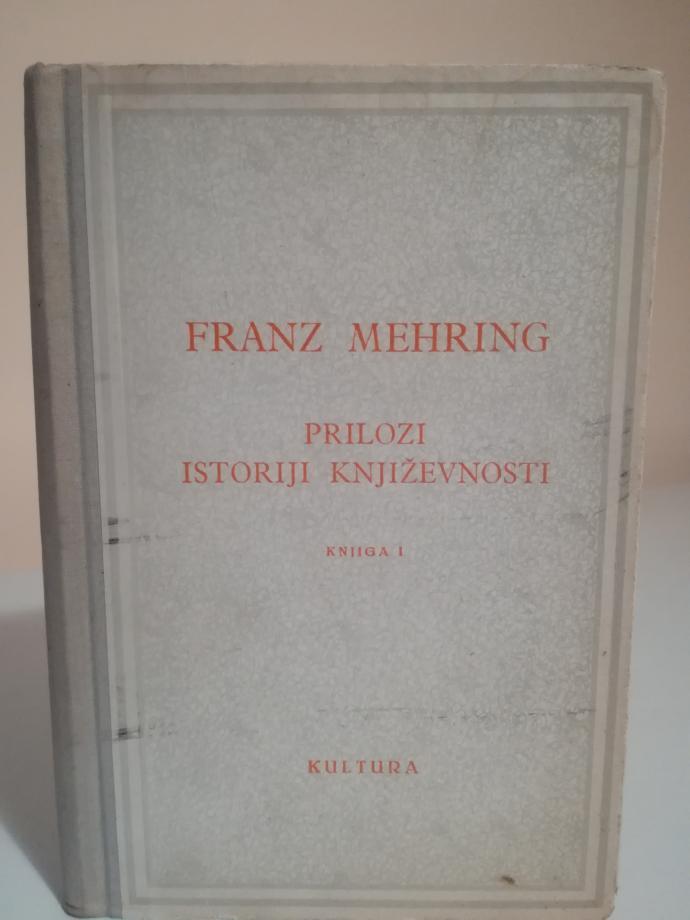 FRANZ MEHRING
PRILOZI
ISTORIJI KNJIŽEVNOSTI
KNJIGA I
KULTURA